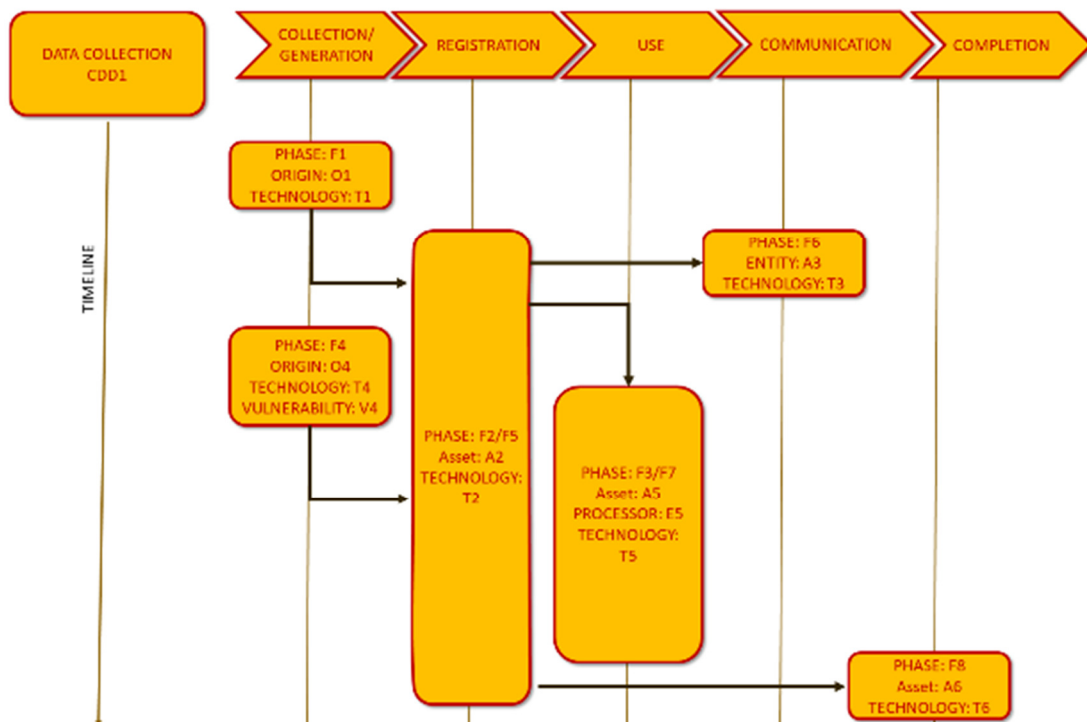 DATA COLLECTION
CDD1
COLLECTION/
GENERATION
REGISTRATION
USE
COMMUNICATION
COMPLETION
TIMELINE
PHASE: F1
ORIGIN: O1
TECHNOLOGY: T1
PHASE: F4
ORIGIN: O4
TECHNOLOGY: T4
VULNERABILITY: V4
PHASE: F2/F5
Asset: A2
TECHNOLOGY:
T2
PHASE: F6
ENTITY: A3
TECHNOLOGY: T3
PHASE: F3/F7
Asset: A5
PROCESSOR: E5
TECHNOLOGY:
T5
PHASE: F8
Asset: A6
TECHNOLOGY: T6